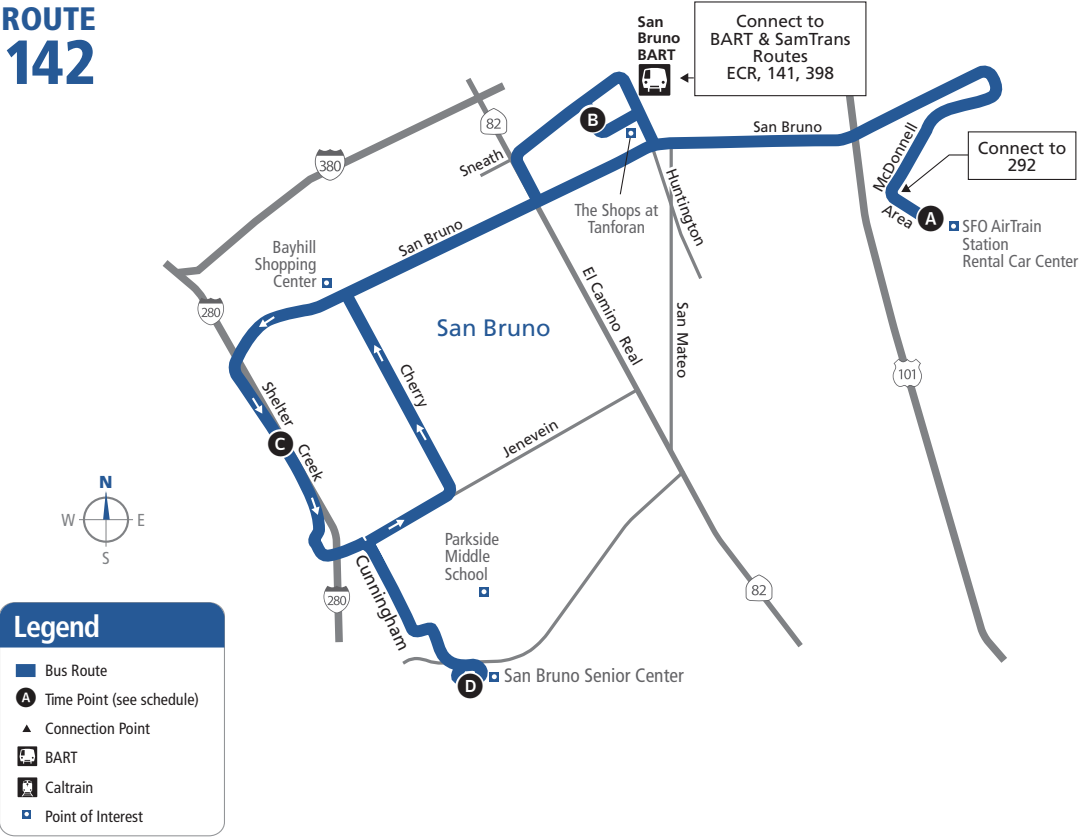 ROUTE
142
San
Bruno
BART
Connect to
BART & SamTrans
Routes
ECR, 141, 398
82
B
Sneath
380
San Bruno
McDonnell
Connect to
292
Area
A
SFO AirTrain
Station
Rental Car Center
The Shops at
Tanforan
Huntington
San Bruno
Bayhill
Shopping
Center
280
El Camino Real
San Mateo
San Bruno
101
Shelter
Creek
C
Cherry
Jenevein
N
W
E
S
Parkside
Middle
School
Cunningham
280
82
D
San Bruno Senior Center
Legend
Bus Route
A
Time Point (see schedule)
Connection Point
BART
Caltrain
Point of Interest